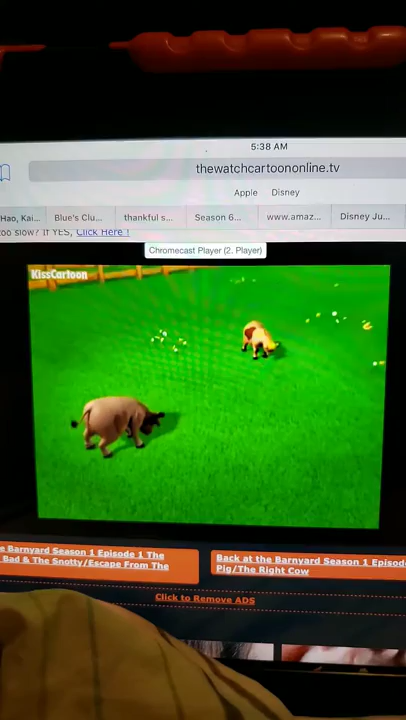 5:38 AM
thewatchcartoononline.tv
Apple Disney
Hao, Kai... Blue's Clu... thankful s... Season 6... www.amaz... Disney Ju...
too slow? If YES, Click Here !
Chromecast Player (2. Player)
KissCartoon
s Barnyard Season 1 Episode 1 The
Bad & The Snotty/Escape From The
Back at the Barnyard Season 1 Episod
Pig/The Right Cow
Click to Remove ADS